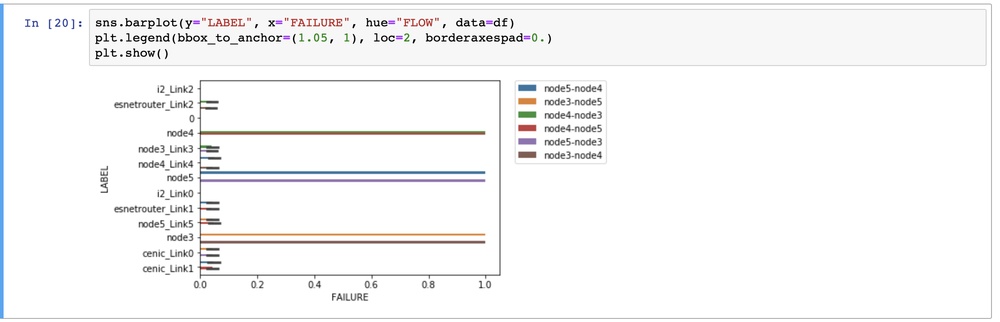 In [20]: sns.barplot(y="LABEL", x="FAILURE", hue="FLOW", data=df)
plt.legend(bbox_to_anchor=(1.05, 1), loc=2, borderaxespad=0.)
plt.show()
i2_Link2
esnetrouter_Link2
0
node4
node3_Link3
node4_Link4
node5
i2_Link0
esnetrouter_Link1
node5_Link5
node3
cenic_Link0
cenic_Link1
LABEL
0.0 0.2 0.4 0.6 0.8 1.0
FAILURE
node5-node4
node3-node5
node4-node3
node4-node5
node5-node3
node3-node4